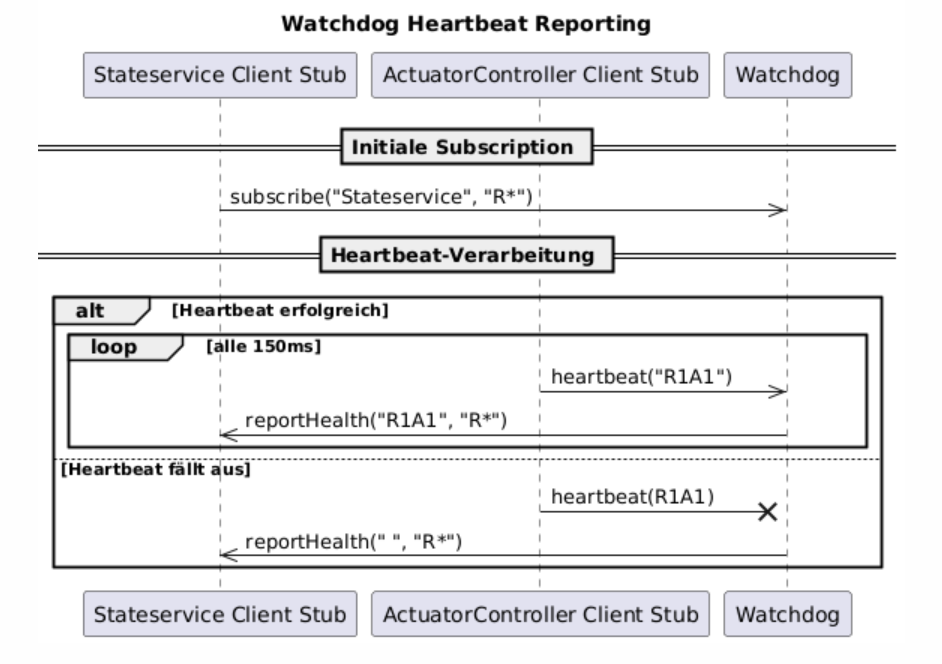 Watchdog Heartbeat Reporting
Stateservice Client Stub
ActuatorController Client Stub
Watchdog
Initiale Subscription
subscribe("Stateservice", "R*")
Heartbeat-Verarbeitung
alt [Heartbeat erfolgreich]
loop [alle 150ms]
heartbeat("R1A1")
reportHealth("R1A1", "R*")
[Heartbeat fällt aus]
heartbeat(R1A1)
reportHealth(" ", "R*")
Stateservice Client Stub
ActuatorController Client Stub
Watchdog